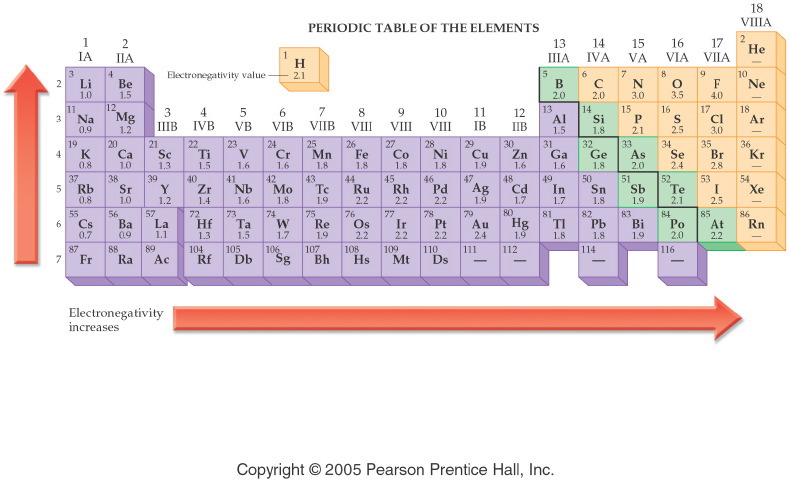 PERIODIC TABLE OF THE ELEMENTS
18
VIIIA
1
IA
2
IIA
1
H
2.1
Electronegativity value
13
IIIA
14
IVA
15
VA
16
VIA
17
VIIA
2
He
—
2
3
Li
1.0
4
Be
1.5
5
B
2.0
6
C
2.0
7
N
3.0
8
O
3.5
9
F
4.0
10
Ne
—
3
11
Na
0.9
12
Mg
1.2
3
IIIB
4
IVB
5
VB
6
VIB
7
VIIB
8
VIII
9
VIII
10
VIII
11
IB
12
IIB
13
Al
1.5
14
Si
1.8
15
P
2.1
16
S
2.5
17
Cl
3.0
18
Ar
—
4
19
K
0.8
20
Ca
1.0
21
Sc
1.3
22
Ti
1.5
23
V
1.6
24
Cr
1.6
25
Mn
1.8
26
Fe
1.8
27
Co
1.8
28
Ni
1.8
29
Cu
1.9
30
Zn
1.6
31
Ga
1.6
32
Ge
1.8
33
As
2.0
34
Se
2.4
35
Br
2.8
36
Kr
—
5
37
Rb
0.8
38
Sr
1.0
39
Y
1.2
40
Zr
1.4
41
Nb
1.6
42
Mo
1.8
43
Tc
1.9
44
Ru
2.2
45
Rh
2.2
46
Pd
2.2
47
Ag
1.9
48
Cd
1.7
49
In
1.7
50
Sn
1.8
51
Sb
1.9
52
Te
2.1
53
I
2.5
54
Xe
—
6
55
Cs
0.7
56
Ba
0.9
57
La
1.1
72
Hf
1.3
73
Ta
1.5
74
W
1.7
75
Re
1.9
76
Os
2.2
77
Ir
2.2
78
Pt
2.2
79
Au
2.4
80
Hg
1.9
81
Tl
1.8
82
Pb
1.8
83
Bi
1.9
84
Po
2.0
85
At
2.2
86
Rn
—
7
87
Fr
88
Ra
89
Ac
104
Rf
105
Db
106
Sg
107
Bh
108
Hs
109
Mt
110
Ds
111
—
112
—
114
—
116
—
Electronegativity
increases
Copyright © 2005 Pearson Prentice Hall, Inc.